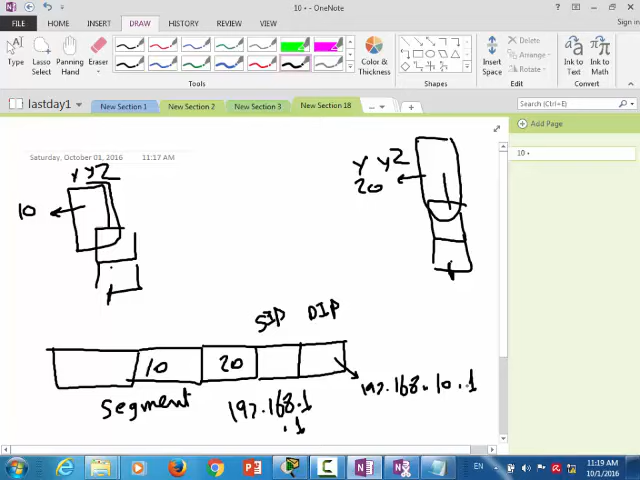 10 - - OneNote
FILE HOME INSERT DRAW HISTORY REVIEW VIEW Sign in
Type Lasso Select Panning Hand Eraser Color & Thickness Insert Space Delete Arrange Rotate Ink to Text Ink to Math
Tools Shapes Edit Convert
lastday1 New Section 1 New Section 2 New Section 3 New Section 18 ... + Search (Ctrl+E)
Add Page
10 -
Saturday, October 01, 2016 11:17 AM
Y YZ
10
Y YZ
20
SIP DIP
10 20
Segment
192.168.1
.1
192.168.10.1
EN 11:19 AM
10/1/2016